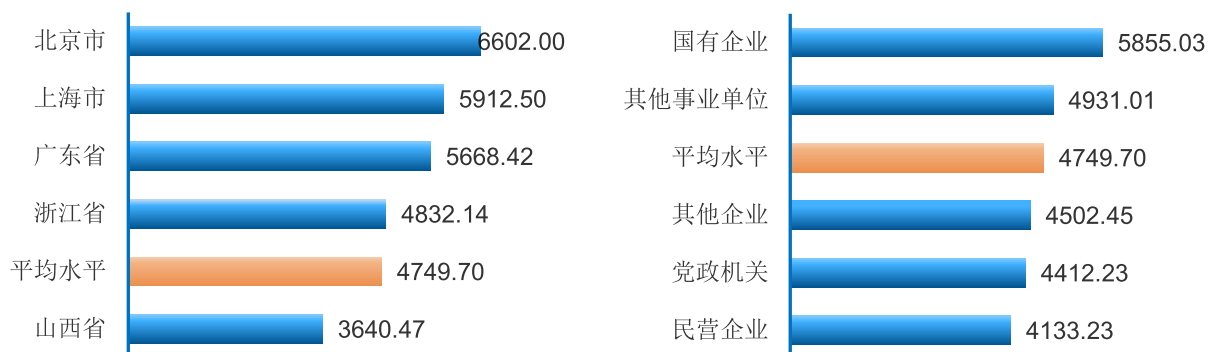 北京市 6602.00
上海市 5912.50
广东省 5668.42
浙江省 4832.14
平均水平 4749.70
山西省 3640.47
国有企业 5855.03
其他事业单位 4931.01
平均水平 4749.70
其他企业 4502.45
党政机关 4412.23
民营企业 4133.23